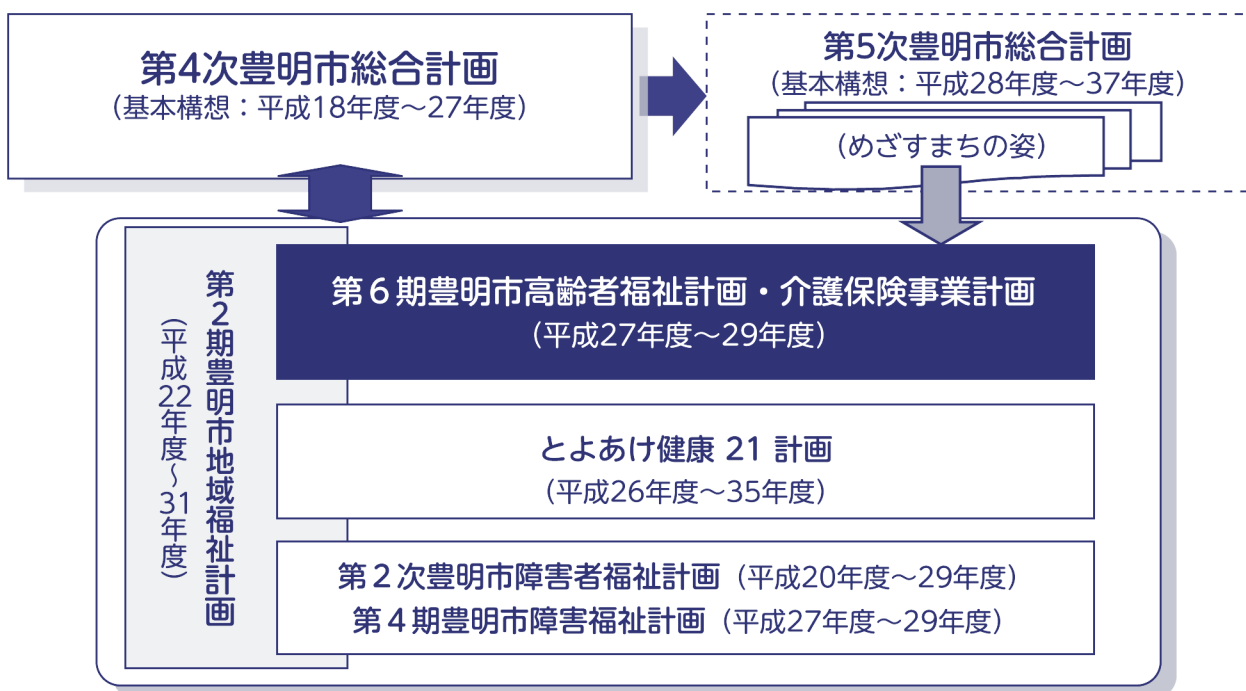 第4次豊明市総合計画
（基本構想：平成18年度～27年度）
第5次豊明市総合計画
（基本構想：平成28年度～37年度）
（めざすまちの姿）
第２期豊明市地域福祉計画
（平成22年度～31年度）
第６期豊明市高齢者福祉計画・介護保険事業計画
（平成27年度～29年度）
とよあけ健康 21 計画
（平成26年度～35年度）
第２次豊明市障害者福祉計画（平成20年度～29年度）
第４期豊明市障害福祉計画（平成27年度～29年度）